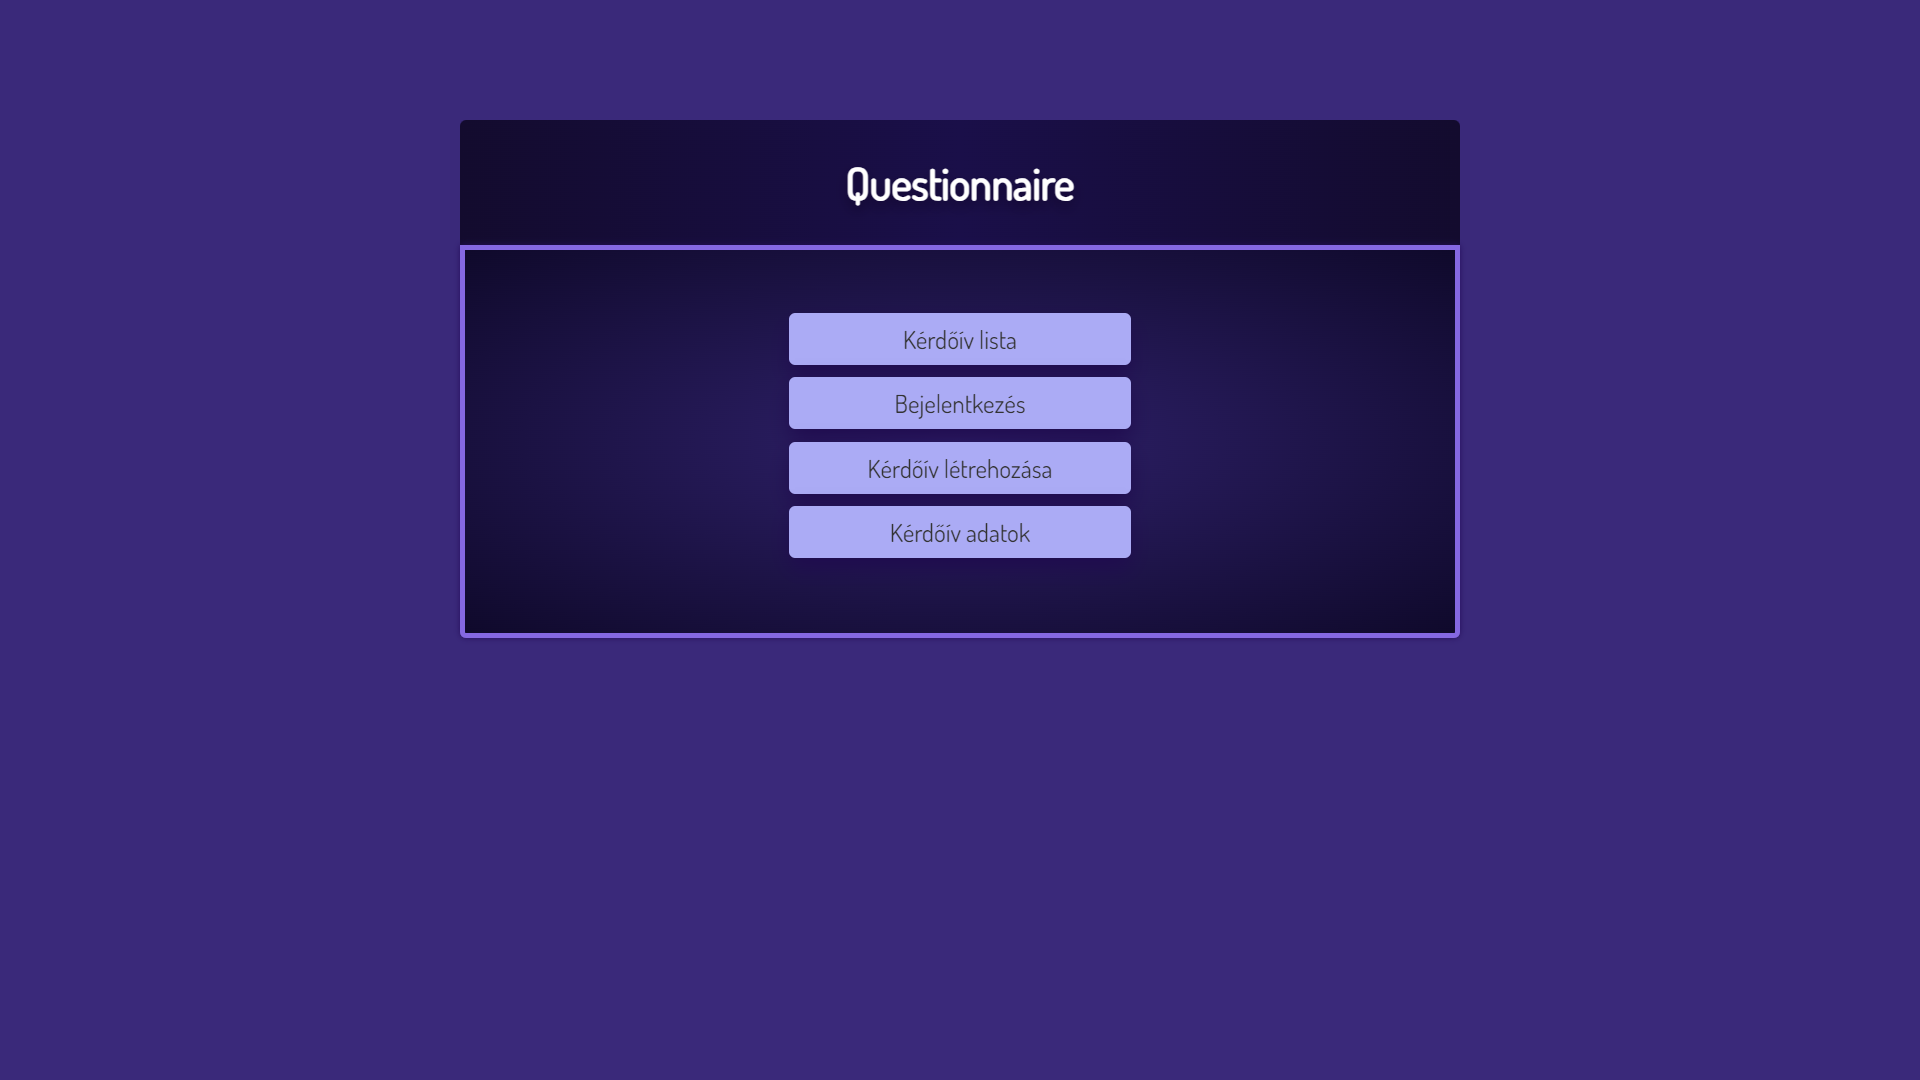 Questionnaire
Kérdőív lista
Bejelentkezés
Kérdőív létrehozása
Kérdőív adatok